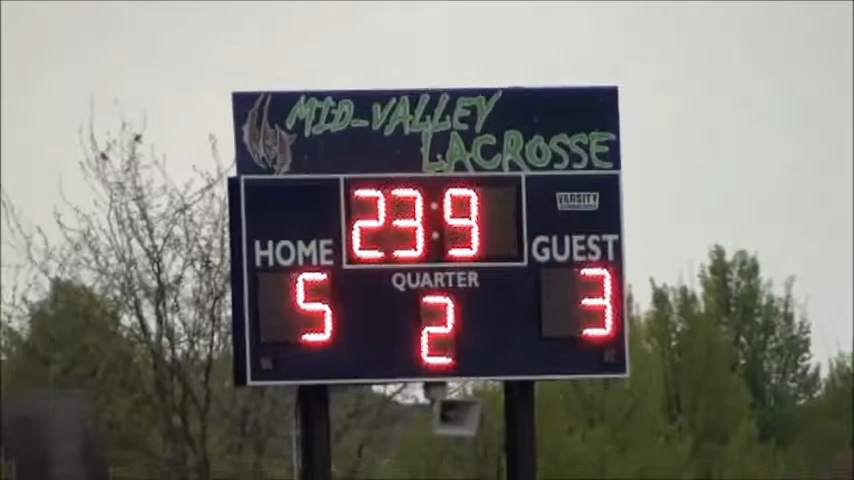 MID-VALLEY
LACROSSE
23 9
VARSITY
HOME
GUEST
QUARTER
5
2
3